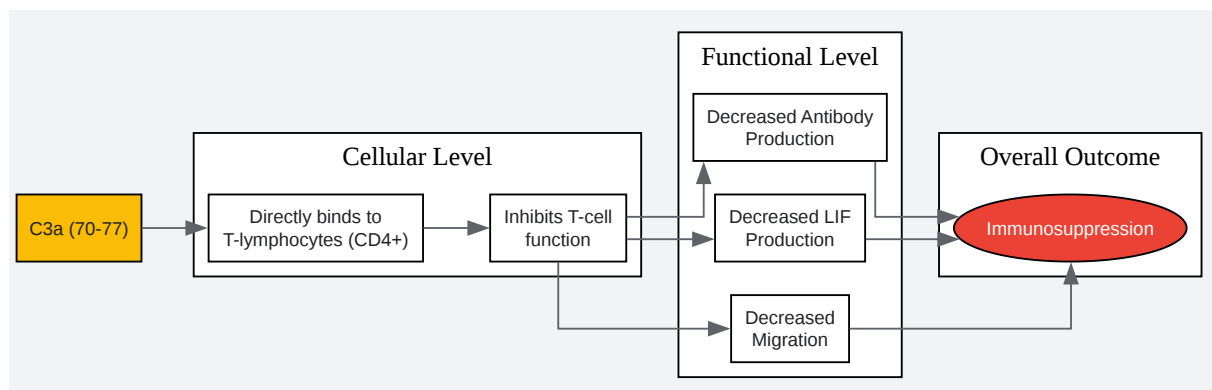 C3a (70-77)
Cellular Level
Directly binds to
T-lymphocytes (CD4+)
Inhibits T-cell
function
Functional Level
Decreased Antibody
Production
Decreased LIF
Production
Decreased
Migration
Overall Outcome
Immunosuppression